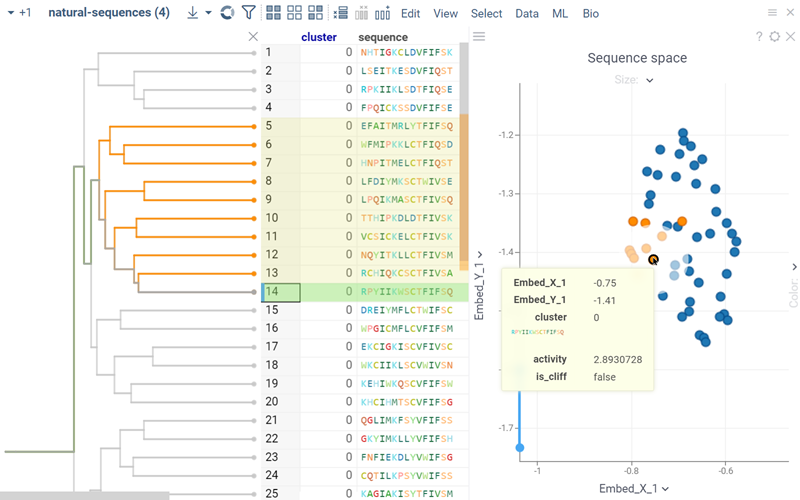 +1 natural-sequences (4) Edit View Select Data ML Bio
cluster sequence
1 0 NHTIGKCLDVFIFSK
2 0 LSEITKESDVFIQST
3 0 RPKIIKLSDTFIQSE
4 0 FPQICKSSDVFIFSE
5 0 EFAITMRLYTFIFSQ
6 0 WFMIPKKLCTFIQSD
7 0 HNPITMELCTFIQST
8 0 LFDIYMKSCTWIVSE
9 0 LPQIKMASCTFIVSQ
10 0 TTHIPKDLDTFIFSK
11 0 VCSICKELCTFIVSK
12 0 NQYITKLLCTFIVSM
13 0 RCHIQKCSCTFIVSA
14 0 RPYIIKWSCTFIFSQ
15 0 DREIYMFLCTWIFSC
16 0 WPGICMFLCVFIFSM
17 0 EKCIGKISCVFIVSC
18 0 WKCIIKLSCVWIVSN
19 0 KEHIWKQSCVFIFSQ
20 0 KHCIHMTSCVFIFSG
21 0 QGLIMKFSYVFIVSS
22 0 GKYIMKLLYVFIFSH
23 0 FNFIEKDLYVWIFSG
24 0 CQTILKPSYVWIFSS
25 0 KAGIAKISYTFIVSM
?
Sequence space
Size:
-1.2
-1.3
-1.4
-1.7
Embed_Y_1
Color:
Embed_X_1 -0.75
Embed_Y_1 -1.41
cluster 0
RPYIIKWSCTFIFSQ
activity 2.8930728
is_cliff false
-1 -0.8 -0.6
Embed_X_1